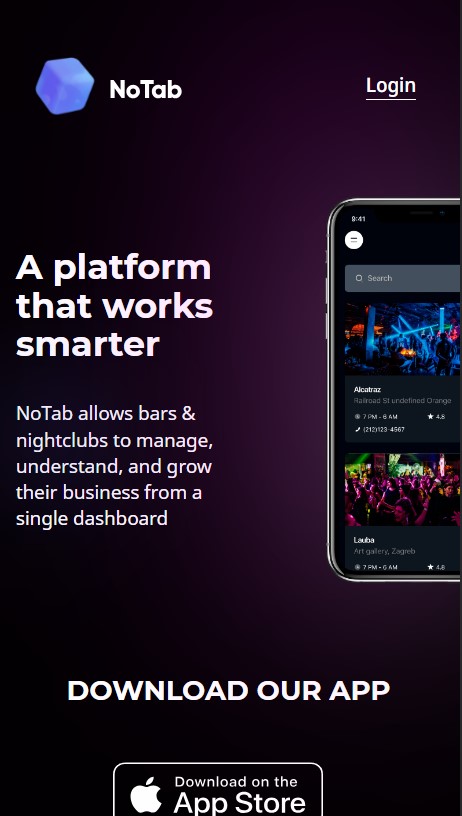 NoTab
Login
A platform
that works
smarter
NoTab allows bars &
nightclubs to manage,
understand, and grow
their business from a
single dashboard
9:41
Search
Alcatraz
Railroad St undefined Orange
7 PM - 6 AM
4.8
(212)123-4567
Lauba
Art gallery, Zagreb
7 PM - 6 AM
4.8
DOWNLOAD OUR APP
Download on the
App Store